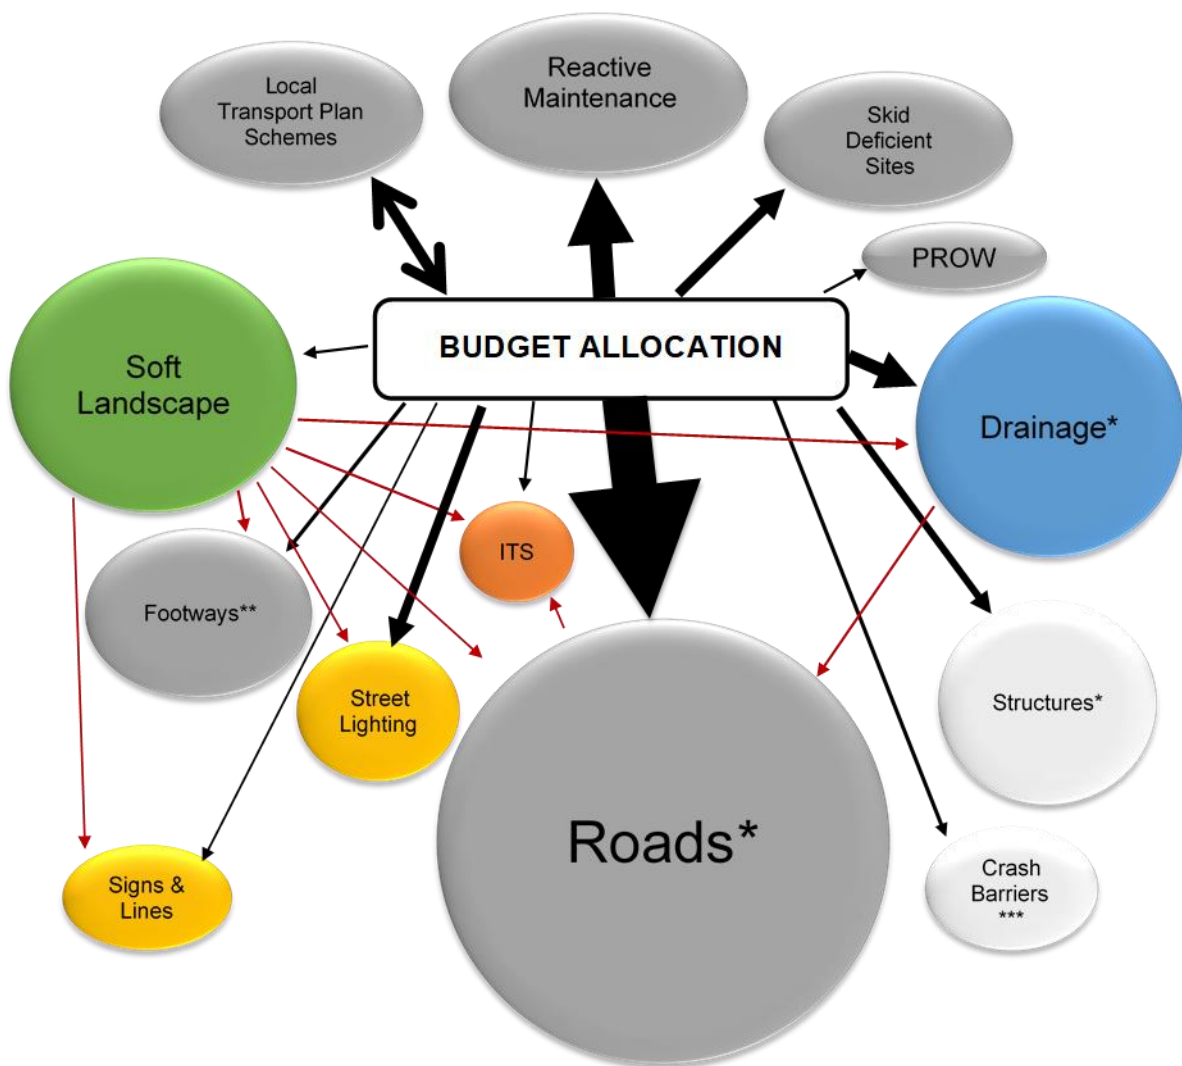 Local
Transport Plan
Schemes
Reactive
Maintenance
Skid
Deficient
Sites
PROW
BUDGET ALLOCATION
Soft
Landscape
Drainage*
ITS
Footways**
Street
Lighting
Structures*
Roads*
Signs &
Lines
Crash
Barriers
***